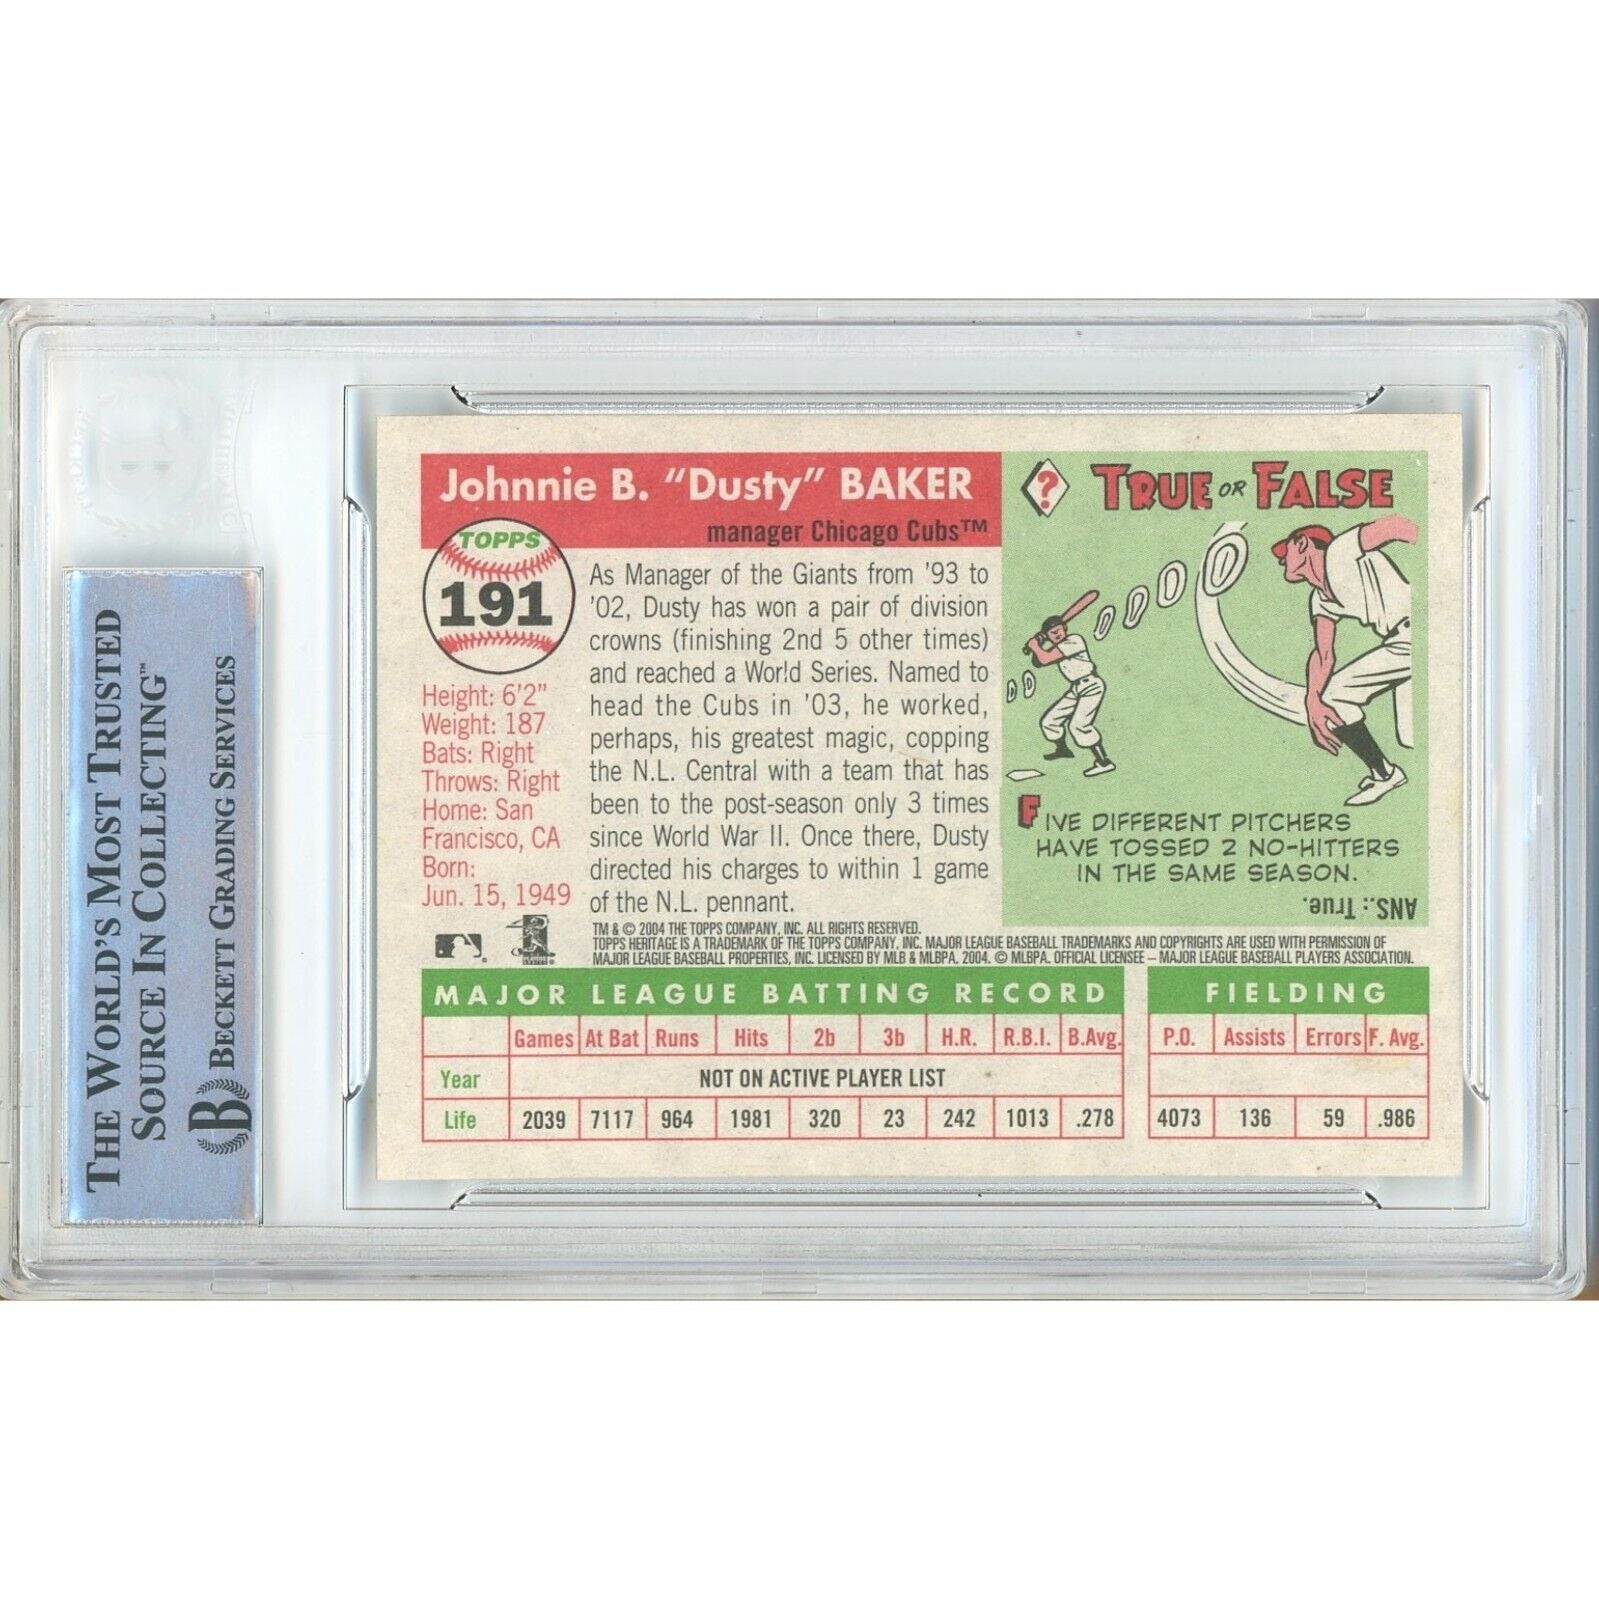 THE WORLD'S MOST TRUSTED
SOURCE IN COLLECTING™
B BECKETT GRADING SERVICES
Johnnie B. "Dusty" BAKER
manager Chicago Cubs™
TOPPS
191
Height: 6'2"
Weight: 187
Bats: Right
Throws: Right
Home: San
Francisco, CA
Born:
Jun. 15, 1949
As Manager of the Giants from '93 to
'02, Dusty has won a pair of division
crowns (finishing 2nd 5 other times)
and reached a World Series. Named to
head the Cubs in '03, he worked,
perhaps, his greatest magic, copping
the N.L. Central with a team that has
been to the post-season only 3 times
since World War II. Once there, Dusty
directed his charges to within 1 game
of the N.L. pennant.
? TRUE OR FALSE
FIVE DIFFERENT PITCHERS
HAVE TOSSED 2 NO-HITTERS
IN THE SAME SEASON.
ANS.: True.
TM & © 2004 THE TOPPS COMPANY, INC. ALL RIGHTS RESERVED.
TOPPS HERITAGE IS A TRADEMARK OF THE TOPPS COMPANY, INC. MAJOR LEAGUE BASEBALL TRADEMARKS AND COPYRIGHTS ARE USED WITH PERMISSION OF
MAJOR LEAGUE BASEBALL PROPERTIES, INC. LICENSED BY MLB & MLBPA, 2004. © MLBPA. OFFICIAL LICENSEE – MAJOR LEAGUE BASEBALL PLAYERS ASSOCIATION.
MAJOR LEAGUE BATTING RECORD FIELDING
Games At Bat Runs Hits 2b 3b H.R. R.B.I. B.Avg. P.O. Assists Errors F. Avg.
Year NOT ON ACTIVE PLAYER LIST
Life 2039 7117 964 1981 320 23 242 1013 .278 4073 136 59 .986